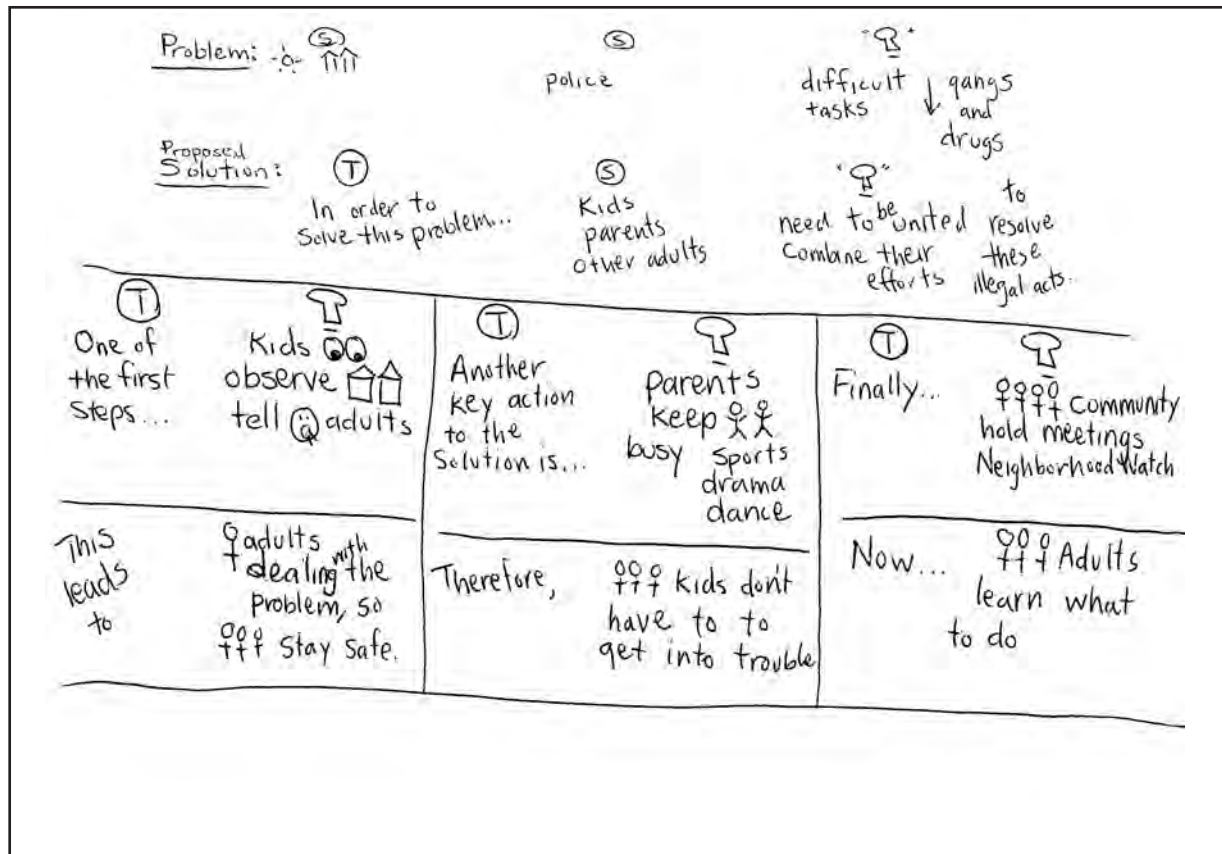 Problem: S
S
police
difficult tasks ↓ gangs and drugs
Proposed Solution:
T
In order to
Solve this problem...
S
Kids
parents
other adults
need to be united
Combine their
efforts
to
resolve
these
illegal acts...
T
One of
the first
Steps...
Kids
observe
tell adults
This
leads
to
adults
dealing with the
problem, so
Stay Safe.
T
Another
key action
to the
Solution is...
parents
keep
busy sports
drama
dance
Therefore,
Kids don't
have to to
get into trouble
T
Finally...
Community
hold meetings
Neighborhood Watch
Now...
Adults
learn what
to do